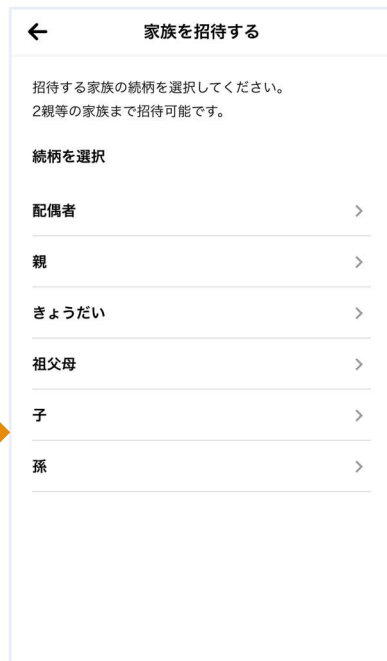 家族を招待する
招待する家族の続柄を選択してください。
2親等の家族まで招待可能です。
続柄を選択
配偶者
親
きょうだい
祖父母
子
孫